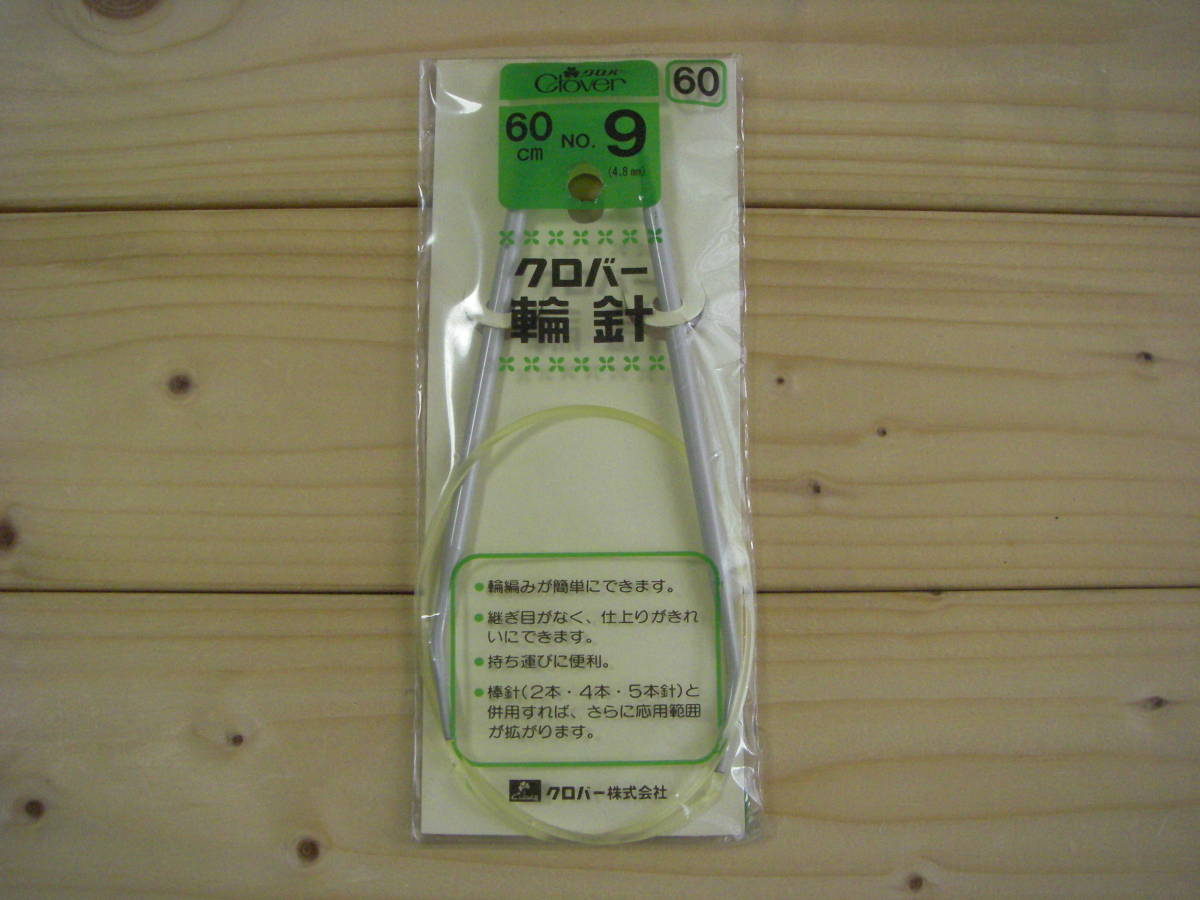 クロバー
Clover
60
60
cm
NO. 9
(4.8mm)
クロバー
輪針
●輪編みが簡単にできます。
●継ぎ目がなく、仕上りがきれ
いにできます。
●持ち運びに便利。
●棒針(2本・4本・5本針)と
併用すれば、さらに応用範囲
が拡がります。
クロバー株式会社